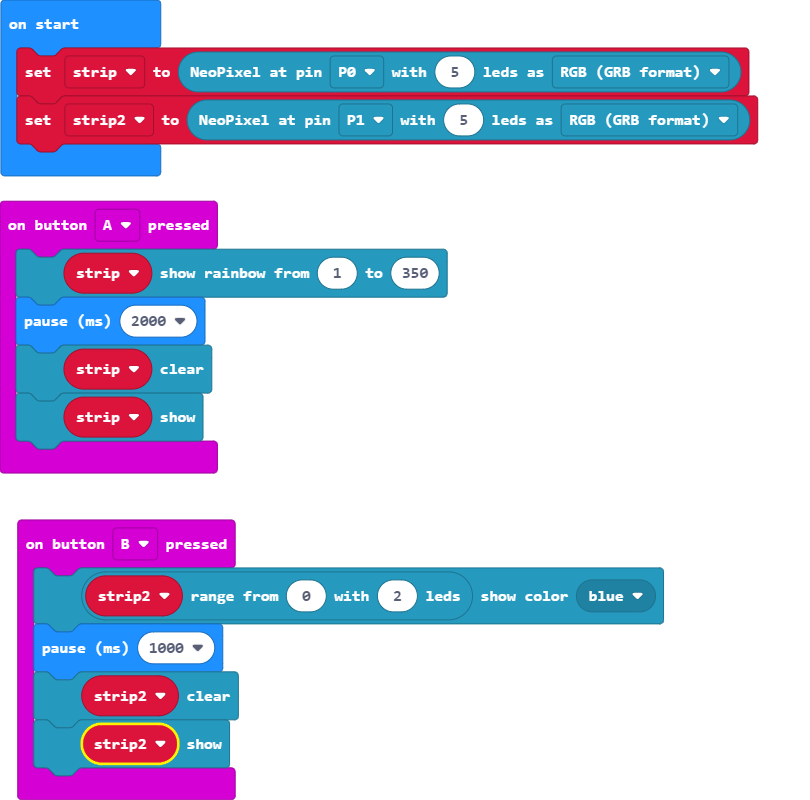 on start
set strip to NeoPixel at pin P0 with 5 leds as RGB (GRB format)
set strip2 to NeoPixel at pin P1 with 5 leds as RGB (GRB format)
on button A pressed
strip show rainbow from 1 to 350
pause (ms) 2000
strip clear
strip show
on button B pressed
strip2 range from 0 with 2 leds show color blue
pause (ms) 1000
strip2 clear
strip2 show